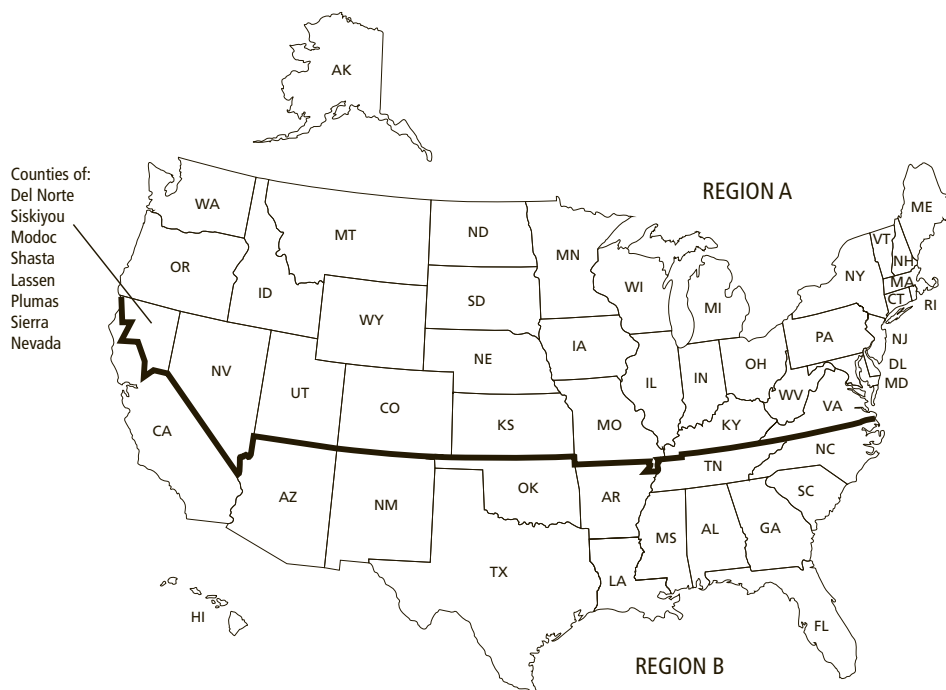 AK
Counties of:
Del Norte
Siskiyou
Modoc
Shasta
Lassen
Plumas
Sierra
Nevada
REGION A
WA
MT
ND
MN
ME
VT
NH
OR
ID
SD
WI
MI
NY
MA
CT
RI
WY
NE
IA
PA
NJ
DL
MD
NV
UT
CO
KS
MO
IL
IN
OH
WV
VA
KY
CA
TN
NC
AZ
NM
OK
AR
SC
MS
AL
GA
TX
LA
FL
HI
REGION B